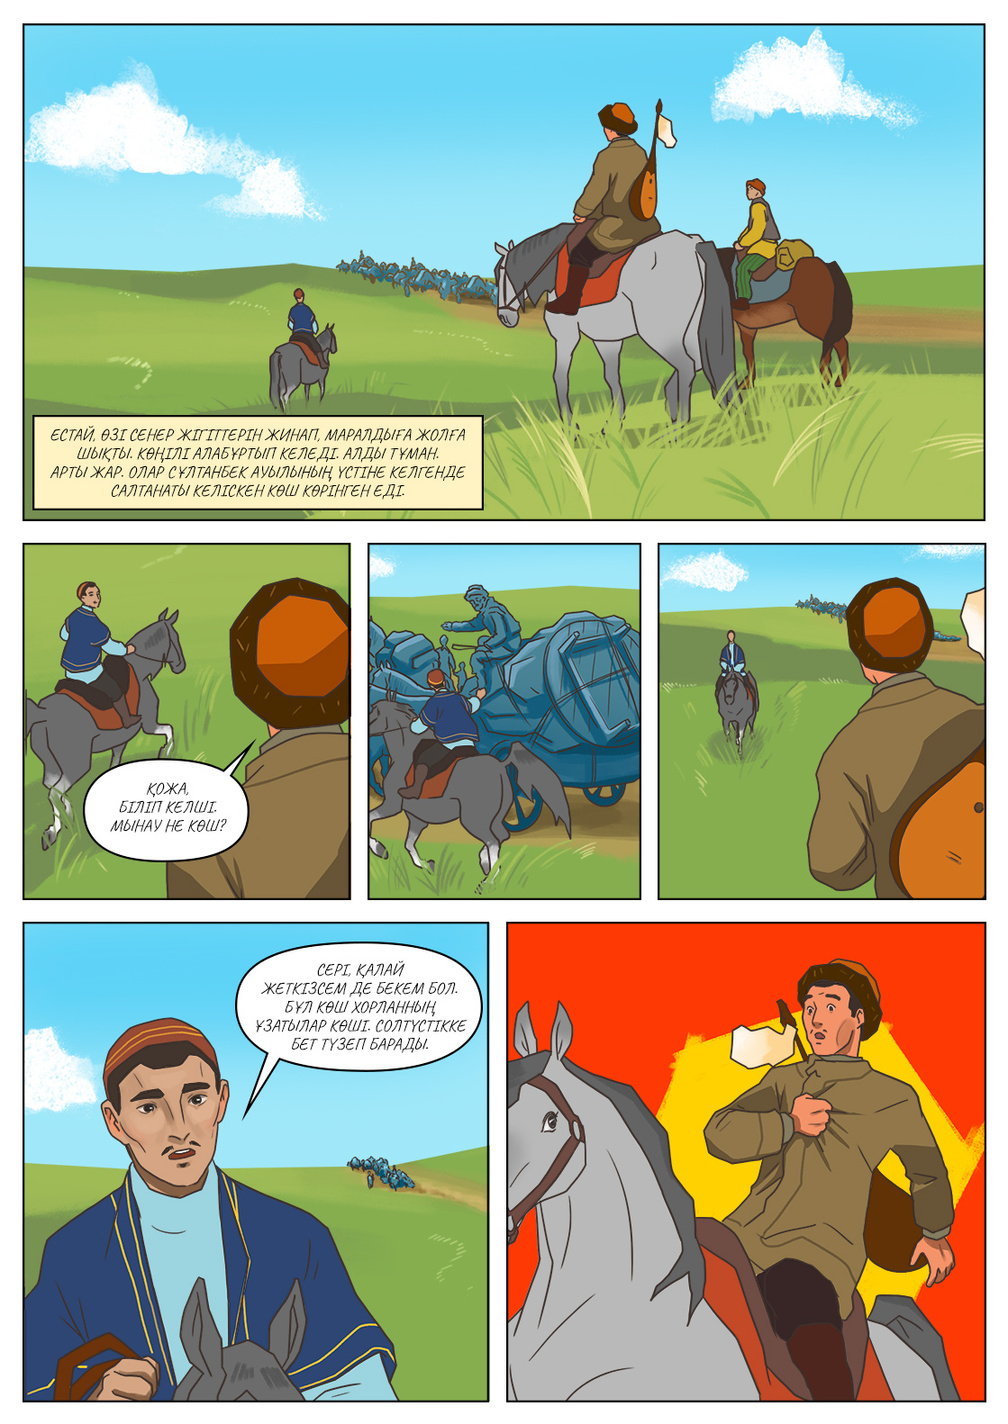 ЕСТАЙ, ӨЗІ СЕНЕР ЖІГІТТЕРІН ЖИНАП, МАРАЛДЫҒА ЖОЛҒА
ШЫҚТЫ. КӨҢІЛІ АЛАБҰРТЫП КЕЛЕДІ. АЛДЫ ТҰМАН.
АРТЫ ЖАР. ОЛАР СҰЛТАНБЕК АУЫЛЫНЫҢ ҮСТІНЕ КЕЛГЕНДЕ
САЛТАНАТЫ КЕЛІСКЕН КӨШ КӨРІНГЕН ЕДІ.
ҚОЖА,
БІЛІП КЕЛШІ.
МЫНАУ НЕ КӨШ?
СЕРІ, ҚАЛАЙ
ЖЕТКІЗСЕМ ДЕ БЕКЕМ БОЛ.
БҰЛ КӨШ ХОРЛАННЫҢ
ҰЗАТЫЛАР КӨШІ. СОЛТҮСТІККЕ
БЕТ ТҮЗЕП БАРАДЫ.